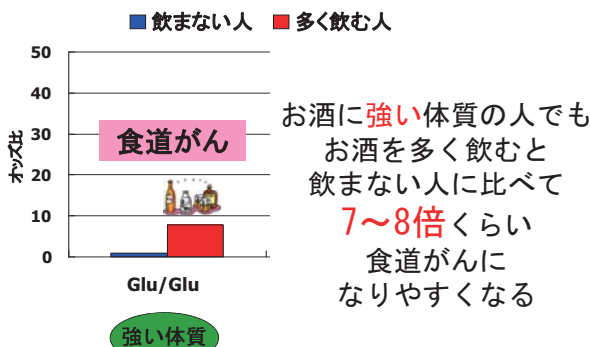 飲まない人 多く飲む人
50
40
30
20
10
0
オッズ比
食道がん
Glu/Glu
強い体質
お酒に強い体質の人でも
お酒を多く飲むと
飲まない人に比べて
7～8倍くらい
食道がんに
なりやすくなる